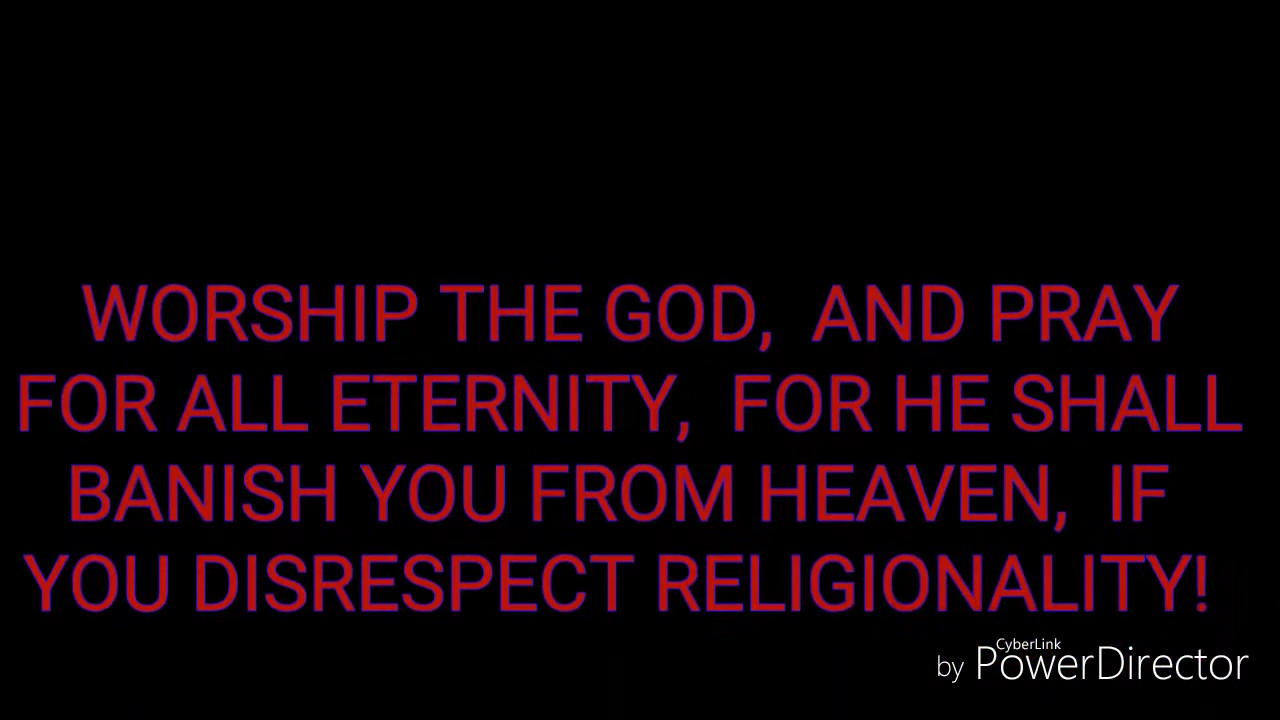 WORSHIP THE GOD,  AND PRAY
FOR ALL ETERNITY,  FOR HE SHALL
BANISH YOU FROM HEAVEN,  IF
YOU DISRESPECT RELIGIONALITY!
CyberLink
by PowerDirector